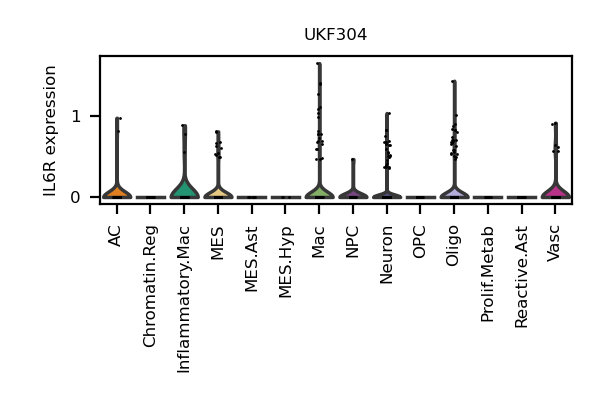 UKF304
IL6R expression
1
0
AC
Chromatin.Reg
Inflammatory.Mac
MES
MES.Ast
MES.Hyp
Mac
NPC
Neuron
OPC
Oligo
Prolif.Metab
Reactive.Ast
Vasc